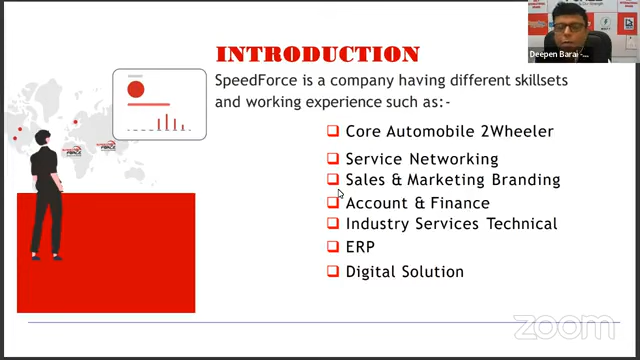 INTRODUCTION
SpeedForce is a company having different skillsets
and working experience such as:-
Core Automobile 2Wheeler
Service Networking
Sales & Marketing Branding
Account & Finance
Industry Services Technical
ERP
Digital Solution
Deepen Barai -
zoom